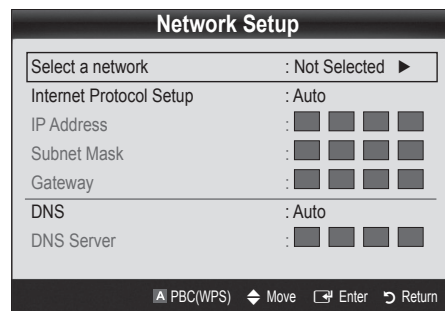 Network Setup
Select a network : Not Selected ▶
Internet Protocol Setup : Auto
IP Address :
Subnet Mask :
Gateway :
DNS : Auto
DNS Server :
A PBC(WPS) Move Enter Return